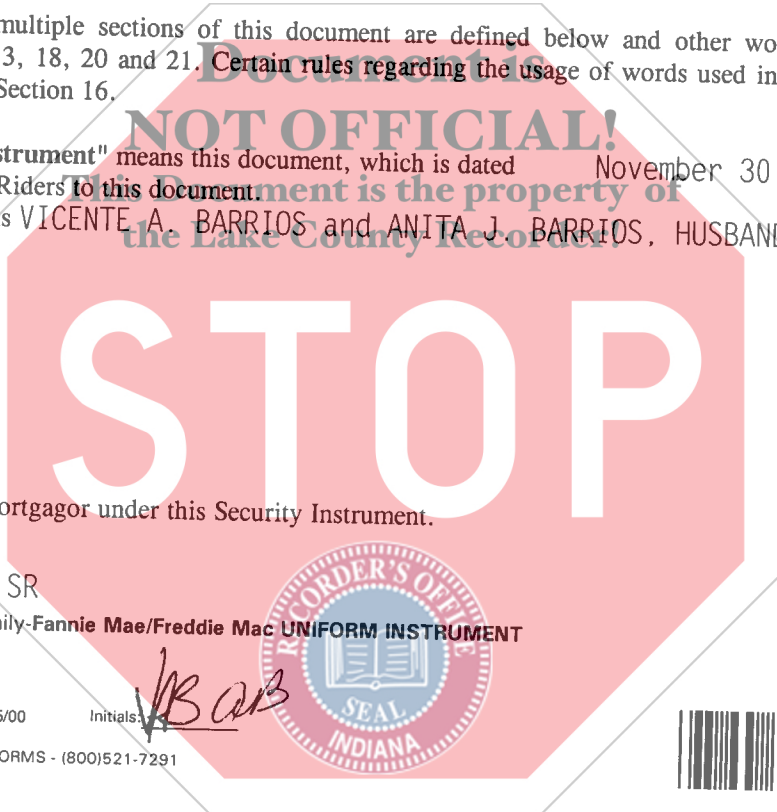 multiple sections of this document are defined below and other wo
3, 18, 20 and 21. Certain rules regarding the usage of words used in
Section 16.
Document is
NOT OFFICIAL!
This Document is the property of
the Lake County Recorder!
strument" means this document, which is dated November 30
Riders to this document.
s VICENTE A. BARRIOS and ANITA J. BARRIOS, HUSBAND
STOP
ortgagor under this Security Instrument.
SR
ily-Fannie Mae/Freddie Mac UNIFORM INSTRUMENT
RECORDER'S OFFICE
SEAL
INDIANA
/00 Initials:
ORMS - (800)521-7291